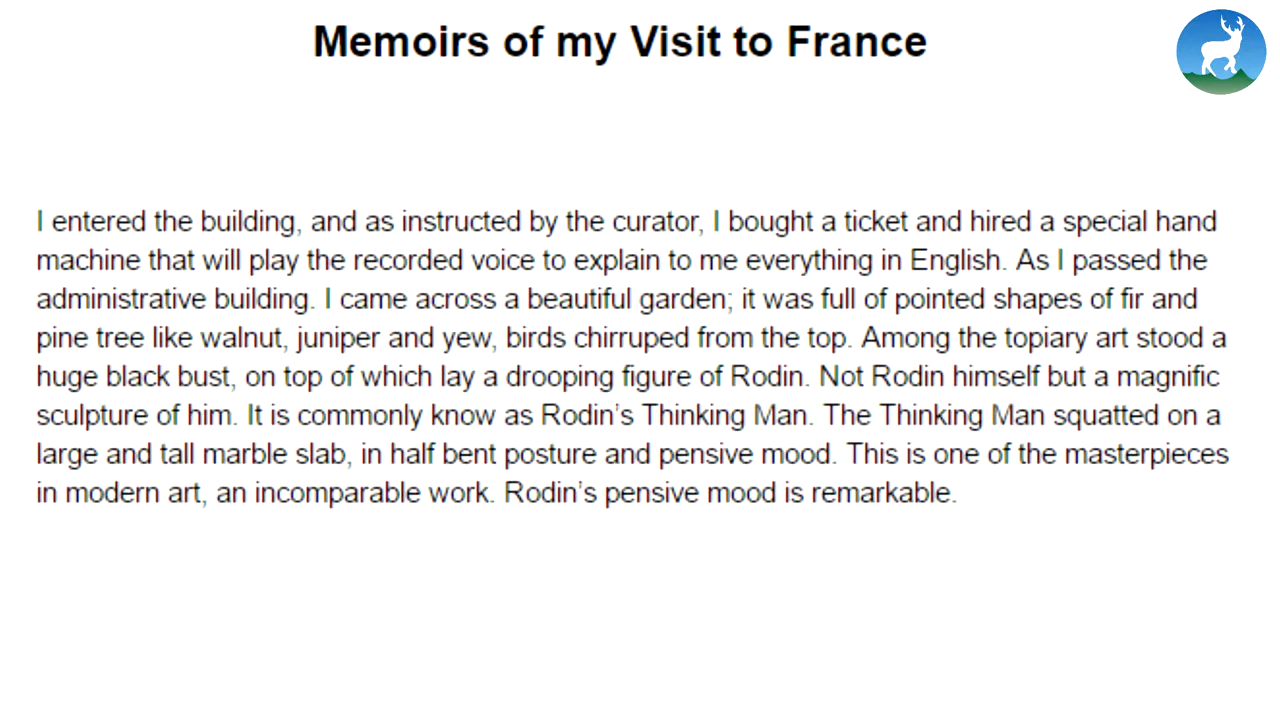 Memoirs of my Visit to France
I entered the building, and as instructed by the curator, I bought a ticket and hired a special hand
machine that will play the recorded voice to explain to me everything in English. As I passed the
administrative building. I came across a beautiful garden; it was full of pointed shapes of fir and
pine tree like walnut, juniper and yew, birds chirruped from the top. Among the topiary art stood a
huge black bust, on top of which lay a drooping figure of Rodin. Not Rodin himself but a magnific
sculpture of him. It is commonly know as Rodin's Thinking Man. The Thinking Man squatted on a
large and tall marble slab, in half bent posture and pensive mood. This is one of the masterpieces
in modern art, an incomparable work. Rodin's pensive mood is remarkable.